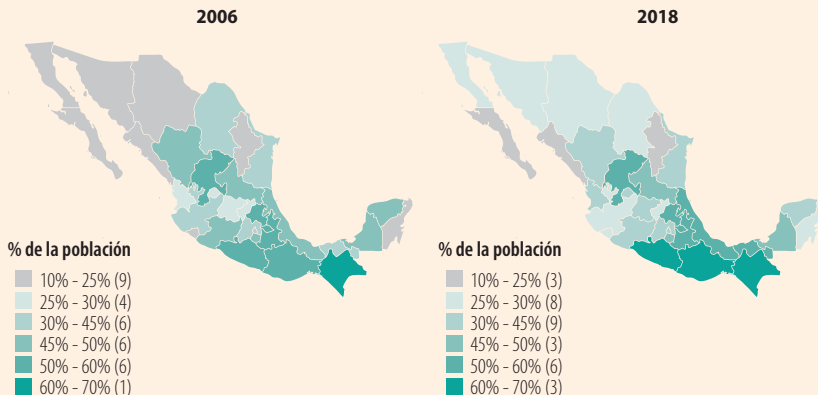 2006
% de la población
10% - 25% (9)
25% - 30% (4)
30% - 45% (6)
45% - 50% (6)
50% - 60% (6)
60% - 70% (1)
2018
% de la población
10% - 25% (3)
25% - 30% (8)
30% - 45% (9)
45% - 50% (3)
50% - 60% (6)
60% - 70% (3)